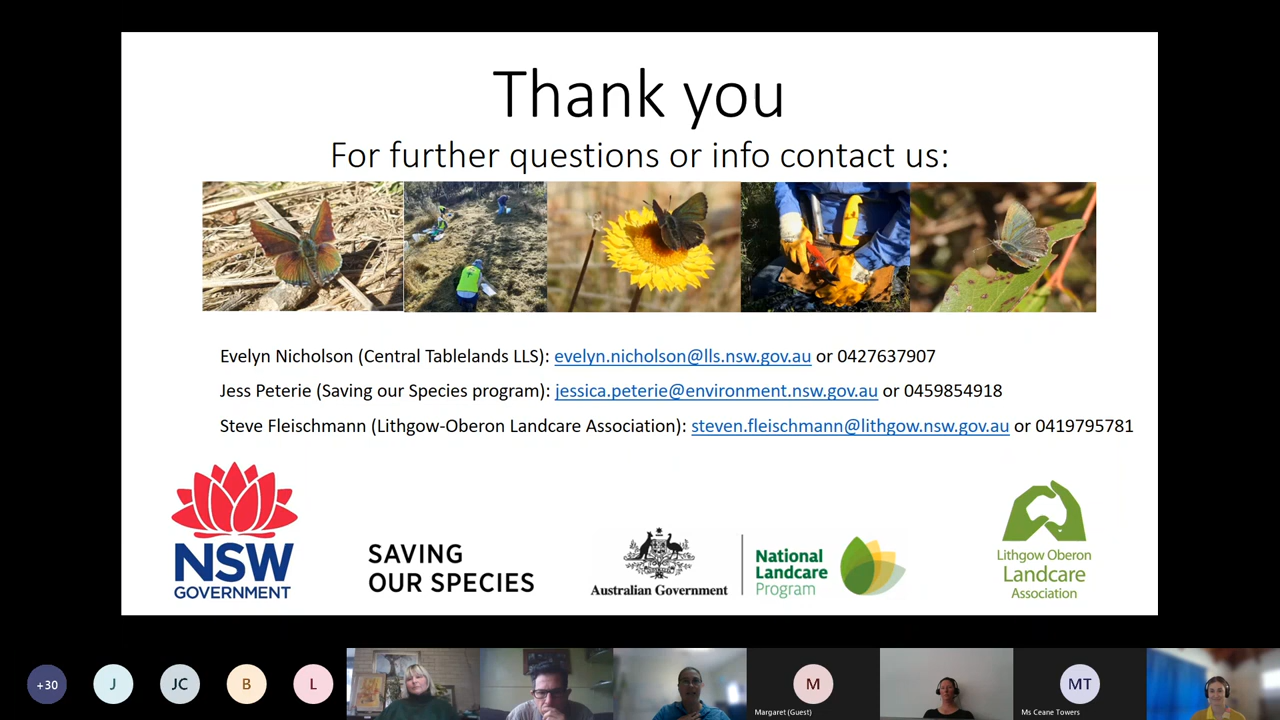 Thank you
For further questions or info contact us:
Evelyn Nicholson (Central Tablelands LLS): evelyn.nicholson@lls.nsw.gov.au or 0427637907
Jess Peterie (Saving our Species program): jessica.peterie@environment.nsw.gov.au or 0459854918
Steve Fleischmann (Lithgow-Oberon Landcare Association): steven.fleischmann@lithgow.nsw.gov.au or 0419795781
NSW
GOVERNMENT
SAVING
OUR SPECIES
Australian Government
National
Landcare
Program
Lithgow Oberon
Landcare
Association
+30
J
JC
B
L
M
Margaret (Guest)
MT
Ms Ceane Towers